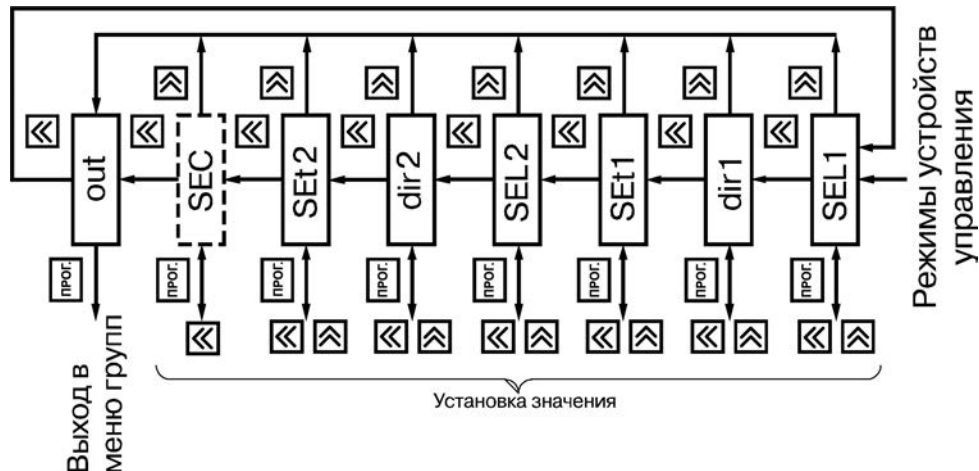 Режимы устройств
управления
SEL1
dir1
SEt1
SEL2
dir2
SEt2
SEC
out
ПРОГ.
ПРОГ.
ПРОГ.
ПРОГ.
ПРОГ.
ПРОГ.
ПРОГ.
ПРОГ.
Установка значения
Выход в
меню групп